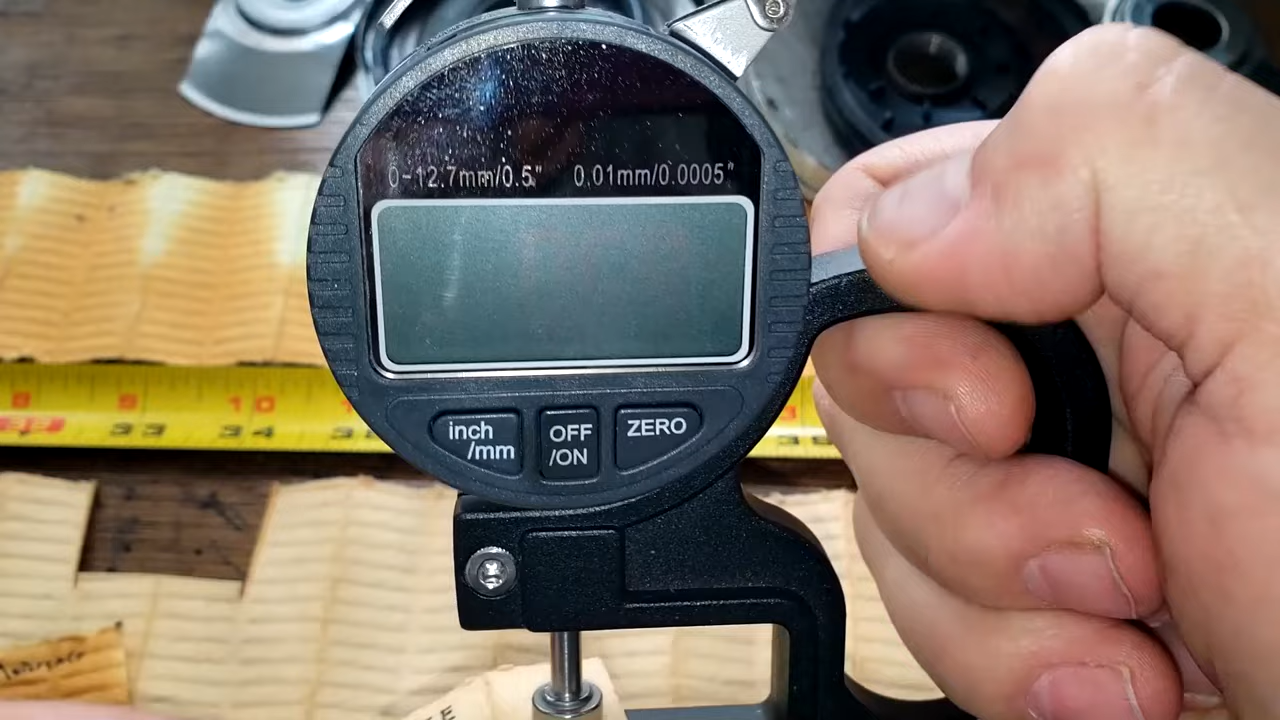 0-12.7mm/0.5" 0.01mm/0.0005"
8 9 10
33 34
inch
/mm
OFF
/ON
ZERO